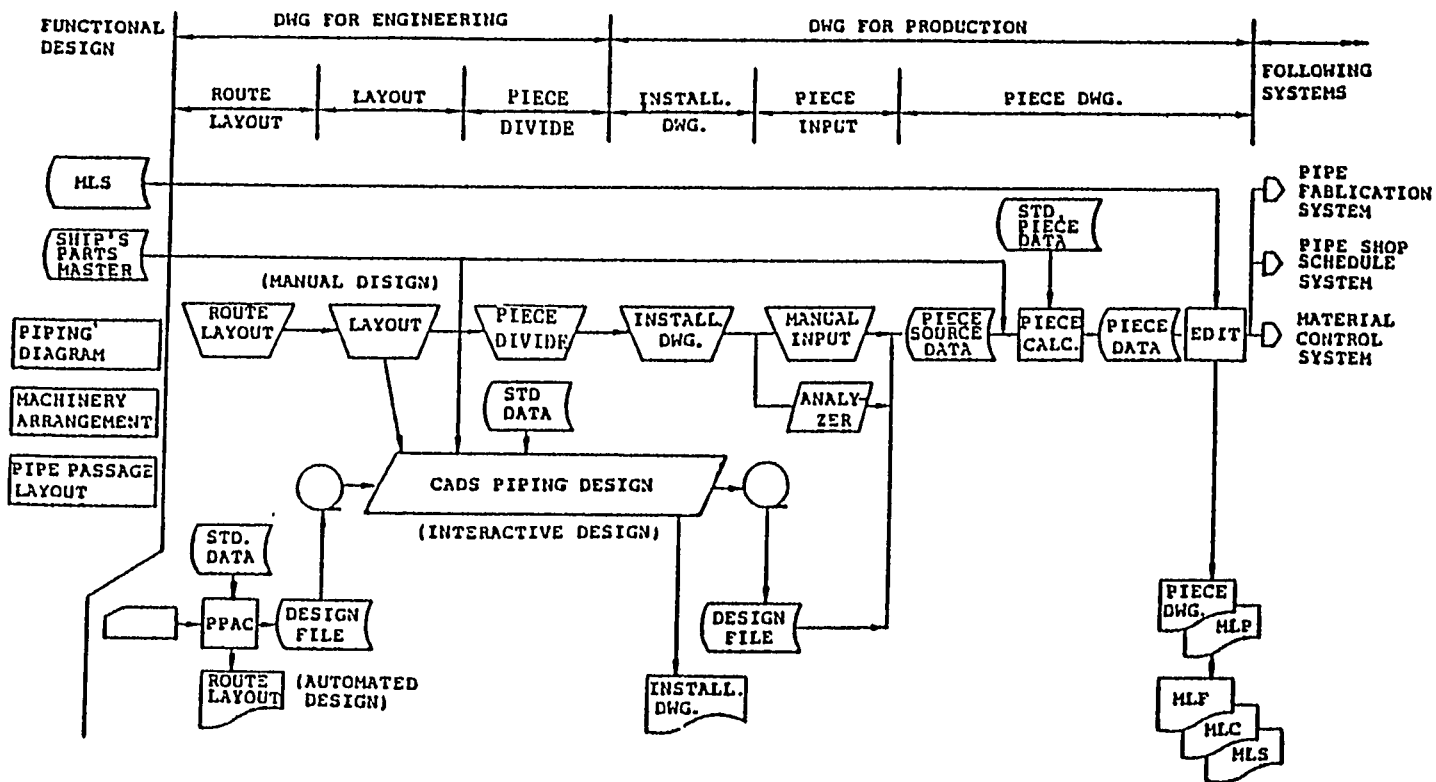 FUNCTIONAL
DESIGN
DWG FOR ENGINEERING
DWG FOR PRODUCTION
FOLLOWING
SYSTEMS
ROUTE
LAYOUT
LAYOUT
PIECE
DIVIDE
INSTALL.
DWG.
PIECE
INPUT
PIECE DWG.
MLS
PIPE
FABLICATION
SYSTEM
STD.
PIECE
DATA
SHIP'S
PARTS
MASTER
PIPE SHOP
SCHEDULE
SYSTEM
(MANUAL DISIGN)
PIPING'
DIAGRAM
ROUTE
LAYOUT
LAYOUT
PIECE
DIVIDE
INSTALL.
DWG.
MANUAL
INPUT
PIECE
SOURCE
DATA
PIECE
CALC.
PIECE
DATA
EDIT
MATERIAL
CONTROL
SYSTEM
MACHINERY
ARRANGEMENT
STD
DATA
ANALY-
ZER
PIPE PASSAGE
LAYOUT
CADS PIPING DESIGN
(INTERACTIVE DESIGN)
STD.
DATA
PPAC
DESIGN
FILE
DESIGN
FILE
PIECE
DWG.
MLP
ROUTE
LAYOUT
(AUTOMATED
DESIGN)
INSTALL.
DWG.
MLF
MLC
MLS